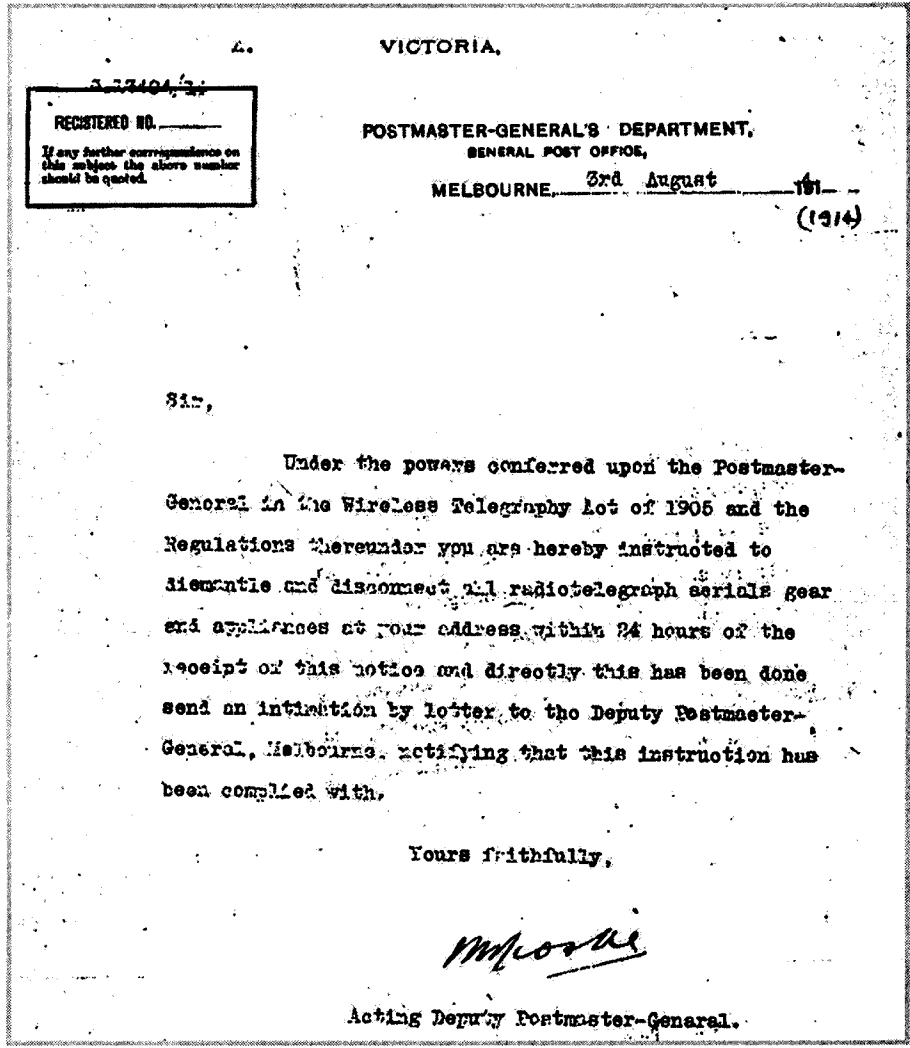 VICTORIA.
REGISTERED NO.
If any further correspondence on
this subject the above number
should be quoted.
POSTMASTER-GENERAL'S DEPARTMENT,
GENERAL POST OFFICE,
MELBOURNE, 3rd August 1914
(1914)
Sir,
Under the powers conferred upon the Postmaster-
General in the Wireless Telegraphy Act of 1905 and the
Regulations thereunder you are hereby instructed to
dismantle and disconnect all radiotelegraph aerials gear
and appliances at your address within 24 hours of the
receipt of this notice and directly this has been done
send an intimation by letter to the Deputy Postmaster-
General, Melbourne, notifying that this instruction has
been complied with.
Yours faithfully,
Acting Deputy Postmaster-General.